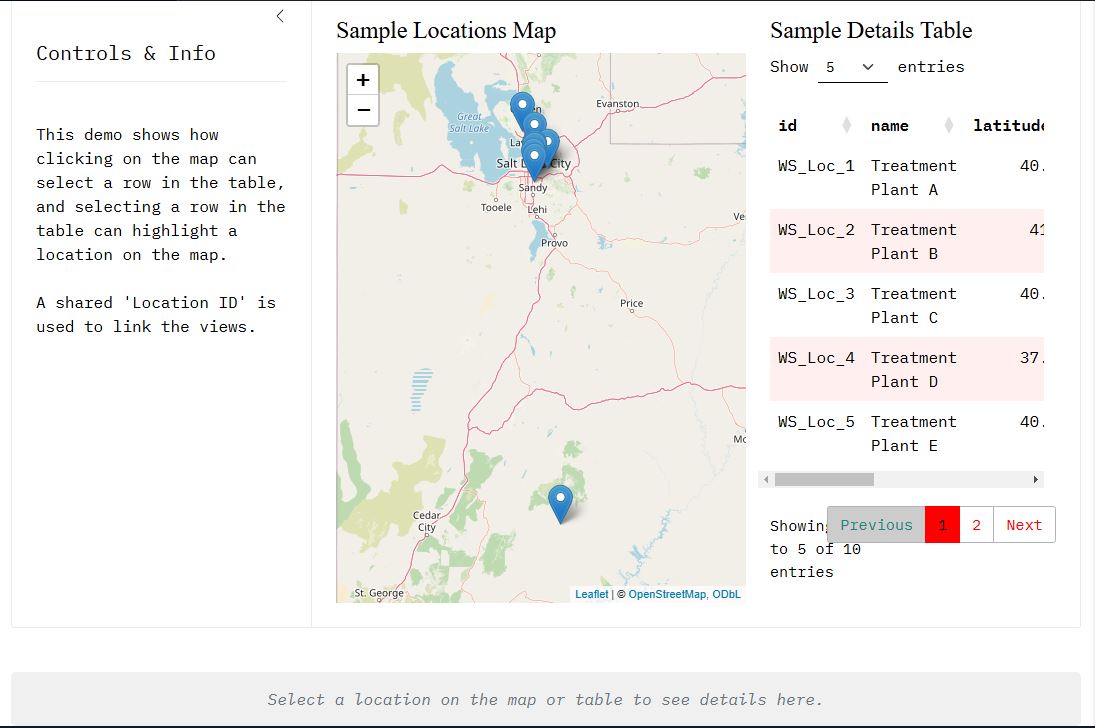 Controls & Info
This demo shows how
clicking on the map can
select a row in the table,
and selecting a row in the
table can highlight a
location on the map.
A shared 'Location ID' is
used to link the views.
Sample Locations Map
+
−
Great
Salt Lake
Evanston
Salt L City
Sandy
Tooele
Lehi
Provo
Price
Cedar
City
St. George
Leaflet | © OpenStreetMap, ODbL
Sample Details Table
Show 5 entries
id name latitude
WS_Loc_1 Treatment Plant A 40.
WS_Loc_2 Treatment Plant B 41
WS_Loc_3 Treatment Plant C 40.
WS_Loc_4 Treatment Plant D 37.
WS_Loc_5 Treatment Plant E 40.
Showing
to 5 of 10
entries
Previous 1 2 Next
Select a location on the map or table to see details here.